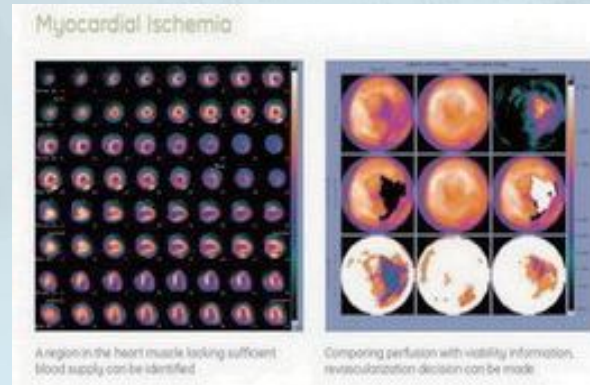 Myocardial Ischemia
A region in the heart muscle lacking sufficient
blood supply can be identified
Comparing perfusion with viability information,
revascularization decision can be made